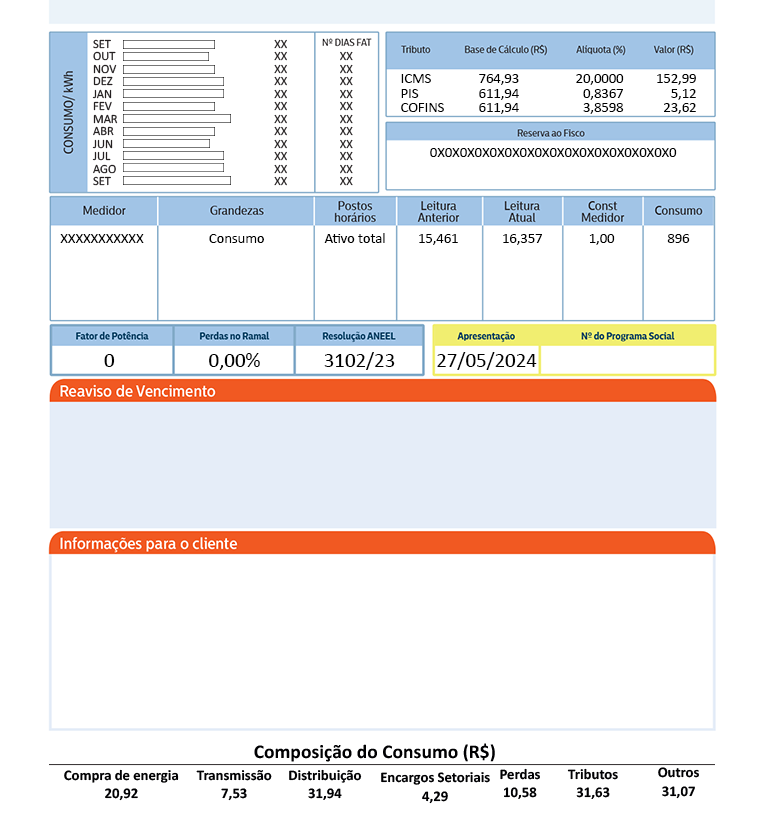 CONSUMO/ kWh
Nº DIAS FAT
SET XX
OUT XX XX
NOV XX XX
DEZ XX XX
JAN XX XX
FEV XX XX
MAR XX XX
ABR XX XX
JUN XX XX
JUL XX XX
AGO XX XX
SET XX XX
Tributo Base de Cálculo (R$) Alíquota (%) Valor (R$)
ICMS 764,93 20,0000 152,99
PIS 611,94 0,8367 5,12
COFINS 611,94 3,8598 23,62
Reserva ao Fisco
0X0X0X0X0X0X0X0X0X0X0X0X0X0X0X0X0
Medidor Grandezas Postos horários Leitura Anterior Leitura Atual Const Medidor Consumo
XXXXXXXXXXX Consumo Ativo total 15,461 16,357 1,00 896
Fator de Potência Perdas no Ramal Resolução ANEEL Apresentação Nº do Programa Social
0 0,00% 3102/23 27/05/2024
Reaviso de Vencimento
Informações para o cliente
Composição do Consumo (R$)
Compra de energia Transmissão Distribuição Encargos Setoriais Perdas Tributos Outros
20,92 7,53 31,94 4,29 10,58 31,63 31,07